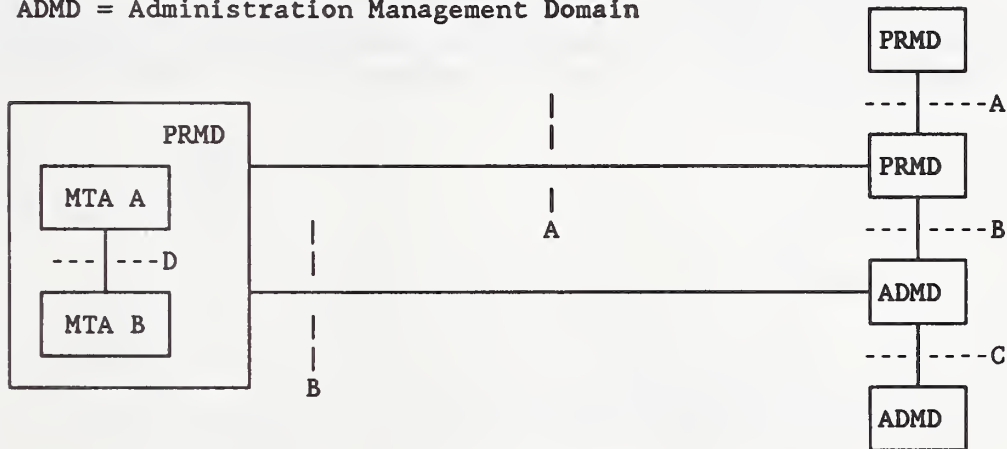 ADMD = Administration Management Domain
PRMD
A
PRMD
MTA A
PRMD
A
B
D
ADMD
MTA B
C
B
ADMD